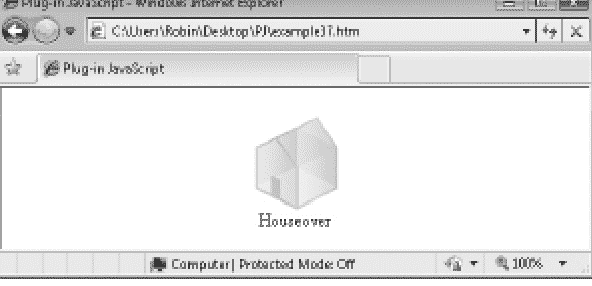 Plug-in JavaScript - Windows Internet Explorer
C:\Users\Robin\Desktop\PJ\example37.htm
Plug-in JavaScript
Houseover
Computer | Protected Mode: Off
100%